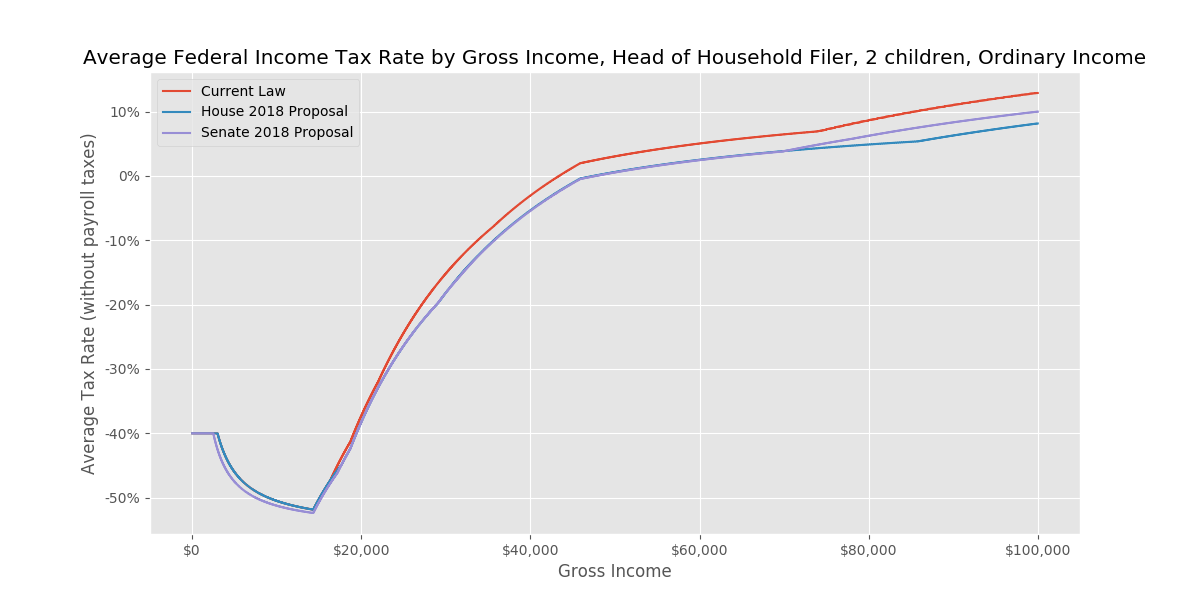 Average Federal Income Tax Rate by Gross Income, Head of Household Filer, 2 children, Ordinary Income
Current Law
House 2018 Proposal
Senate 2018 Proposal
10%
0%
-10%
-20%
-30%
-40%
-50%
Average Tax Rate (without payroll taxes)
$0
$20,000
$40,000
$60,000
$80,000
$100,000
Gross Income